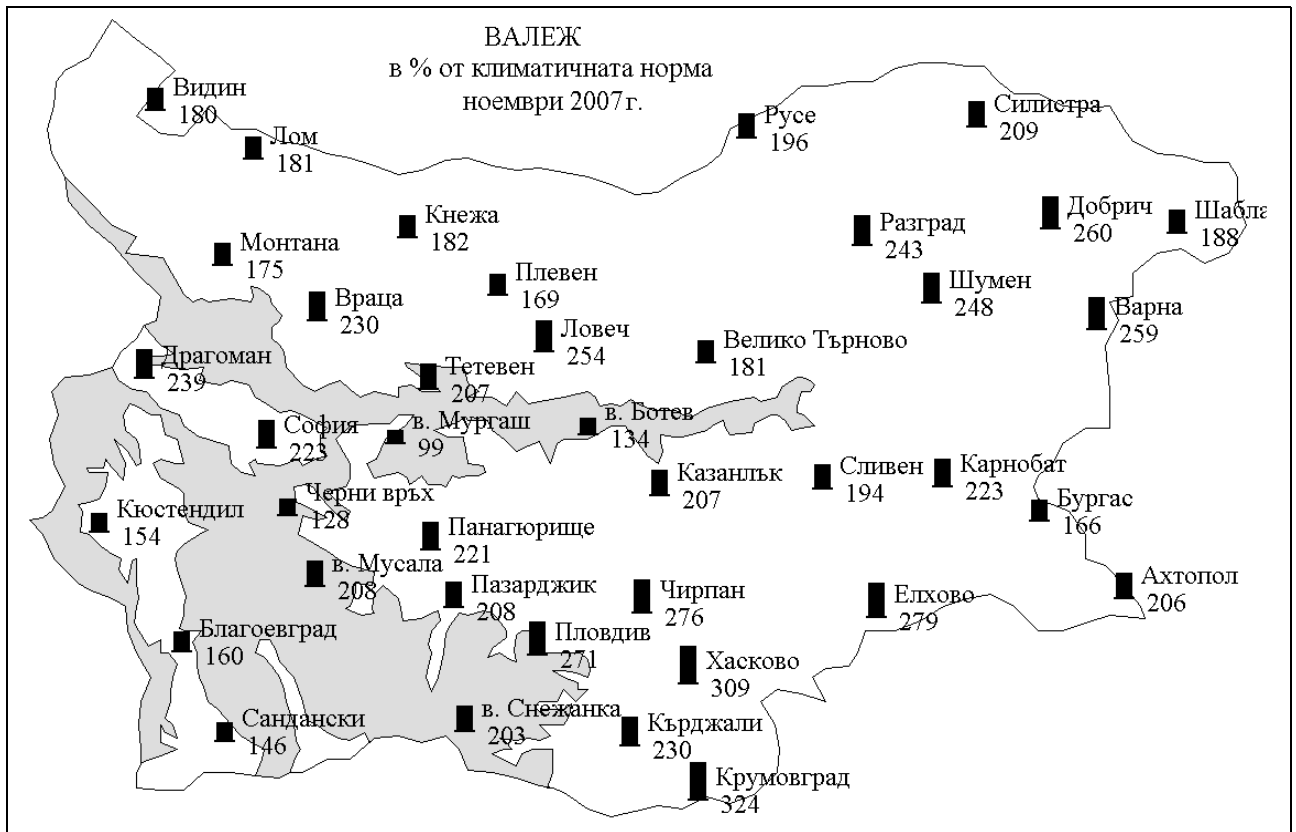 ВАЛЕЖ
в % от климатичната норма
ноември 2007 г.
Видин
180
Лом
181
Русе
196
Силистра
209
Кнежа
182
Разград
243
Добрич
260
Шабла
188
Монтана
175
Плевен
169
Шумен
248
Враца
230
Варна
259
Ловеч
254
Велико Търново
181
Драгоман
239
Тетевен
207
София
223
в. Мургаш
99
в. Ботев
134
Казанлък
207
Сливен
194
Карнобат
223
Бургас
166
Черни връх
128
Кюстендил
154
Панагюрище
221
в. Мусала
208
Пазарджик
208
Чирпан
276
Елхово
279
Ахтопол
206
Благоевград
160
Пловдив
271
Хасково
309
Сандански
146
в. Снежанка
203
Кърджали
230
Крумовград
324